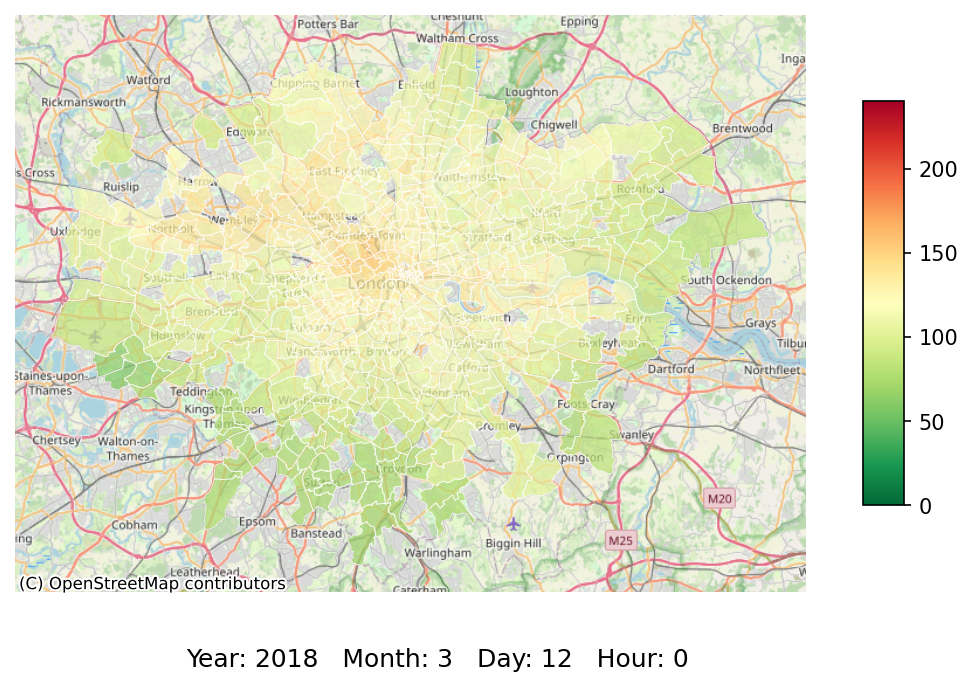 Potters Bar
Cheshunt
Epping
Waltham Cross
Inga
Watford
Chipping Barnet
Enfield
Loughton
Rickmansworth
Chigwell
Edgware
Brentwood
s Cross
Ruislip
Harrow
East Finchley
Walthamstow
Romford
200
Wembley
Hampstead
Ilford
Uxbridge
Northolt
Camden Town
Stratford
Barking
150
Southall
Ealing
Shepherd's
Bush
South Ockendon
London
Brentford
Greenwich
Erith
Grays
100
Hounslow
Fulham
Wandsworth
Brixton
Lewisham
Bexleyheath
Tilbur
Staines-upon-
Thames
Catford
Dartford
Northfleet
Teddington
Wimbledon
Sydenham
Kingston upon
Thames
Foots Cray
50
Chertsey
Walton-on-
Thames
Bromley
Swanley
Orpington
Croydon
Sutton
M20
0
Cobham
Epsom
Banstead
Biggin Hill
M25
ing
Warlingham
Leatherhead
Caterham
(C) OpenStreetMap contributors
Year: 2018 Month: 3 Day: 12 Hour: 0